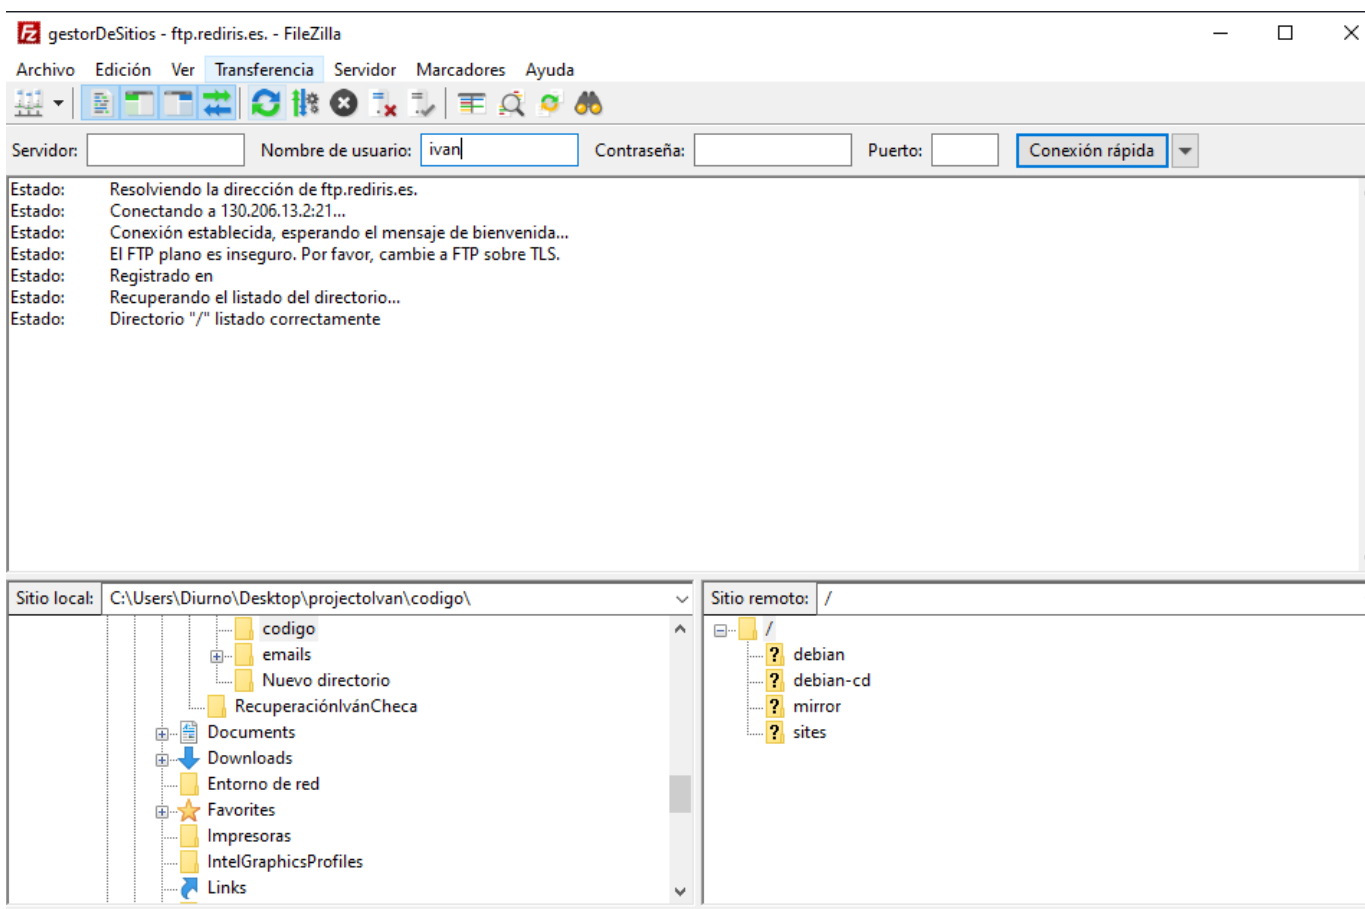 gestorDeSitios - ftp.rediris.es. - FileZilla
Archivo Edición Ver Transferencia Servidor Marcadores Ayuda
Servidor: Nombre de usuario: ivan Contraseña: Puerto: Conexión rápida
Estado: Resolviendo la dirección de ftp.rediris.es.
Estado: Conectando a 130.206.13.2:21...
Estado: Conexión establecida, esperando el mensaje de bienvenida...
Estado: El FTP plano es inseguro. Por favor, cambie a FTP sobre TLS.
Estado: Registrado en
Estado: Recuperando el listado del directorio...
Estado: Directorio "/" listado correctamente
Sitio local: C:\Users\Diurno\Desktop\projectoIvan\codigo\
codigo
emails
Nuevo directorio
RecuperaciónIvánCheca
Documents
Downloads
Entorno de red
Favorites
Impresoras
IntelGraphicsProfiles
Links
Sitio remoto: /
/
debian
debian-cd
mirror
sites